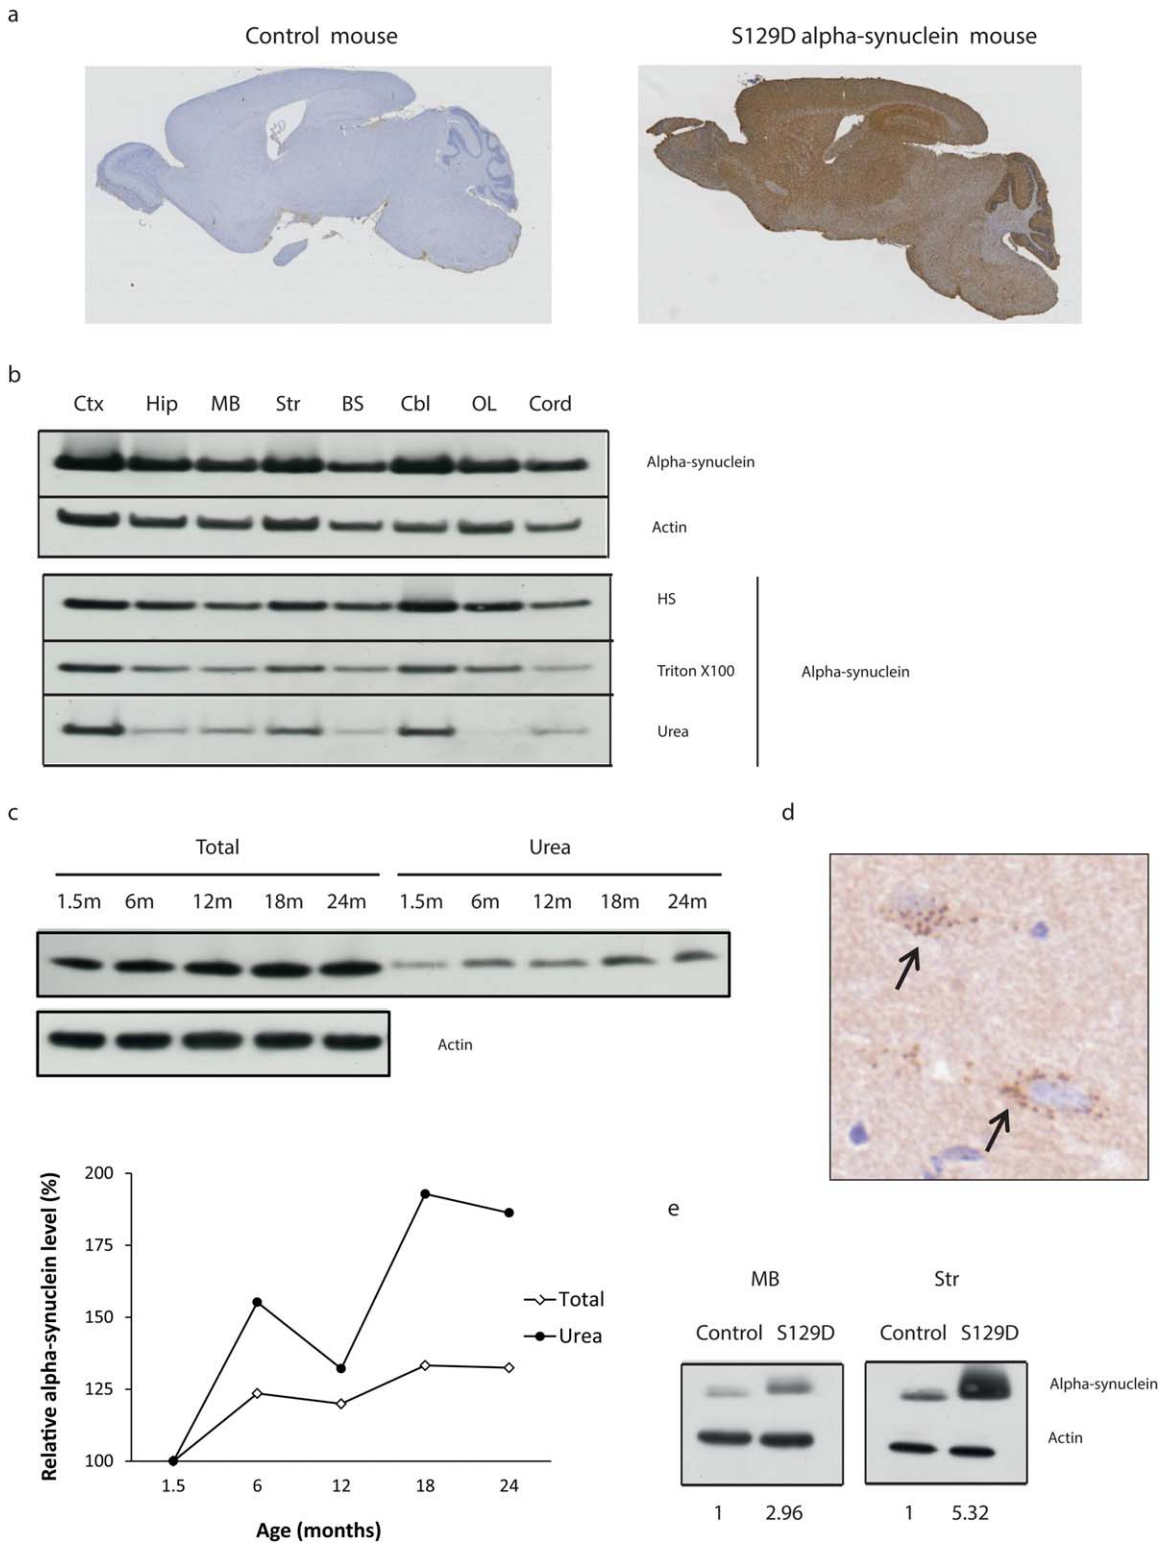 a
Control mouse
S129D alpha-synuclein mouse
b
Ctx Hip MB Str BS Cbl OL Cord
Alpha-synuclein
Actin
HS
Triton X100
Urea
Alpha-synuclein
c
Total Urea
1.5m 6m 12m 18m 24m 1.5m 6m 12m 18m 24m
Actin
Relative alpha-synuclein level (%)
200
175
150
125
100
1.5 6 12 18 24
Age (months)
Total
Urea
d
e
MB Str
Control S129D Control S129D
Alpha-synuclein
Actin
1 2.96 1 5.32